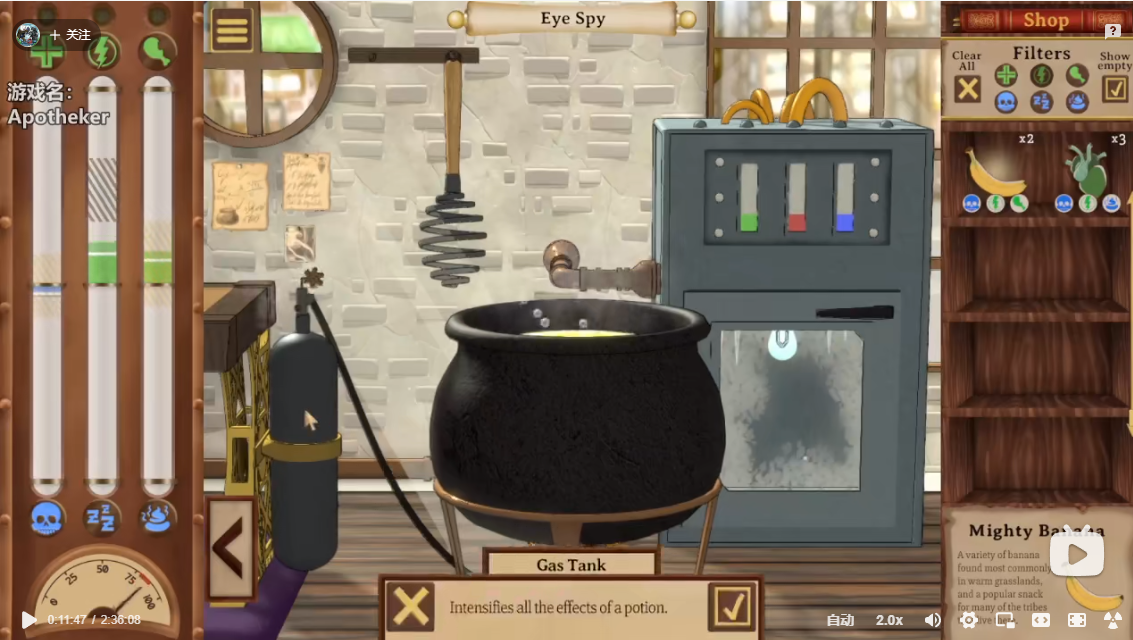 + 关注
游戏名：
Apotheker
Eye Spy
Shop
?
Filters
Clear
All
Show
empty
x2
x3
zzz
zzz
0
25
50
75
100
Gas Tank
Intensifies all the effects of a potion.
Mighty Banana
A variety of banana
found most commonly
in warm grasslands,
and a popular snack
for many of the tribes
0:11:47 / 2:36:08
自动
2.0x